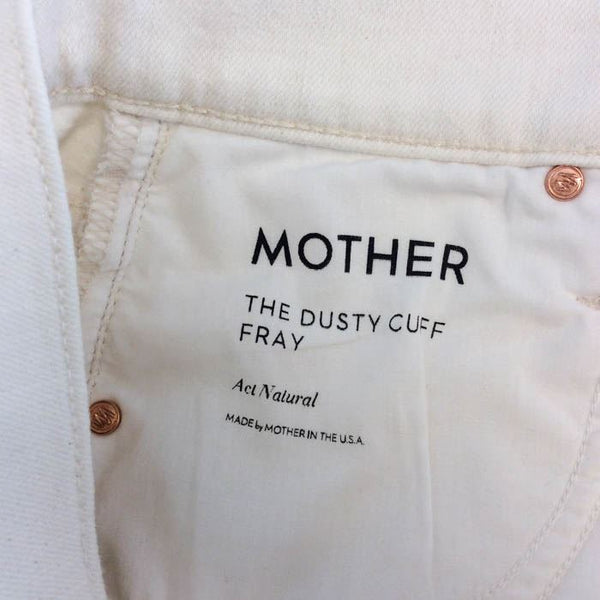 MOTHER
THE DUSTY CUFF
FRAY
Act Natural
MADE by MOTHER IN THE U.S.A.